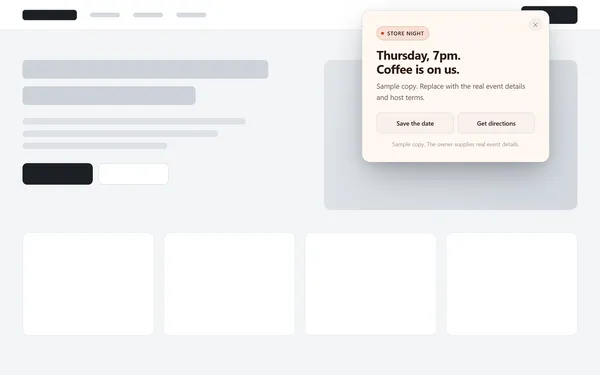 STORE NIGHT
Thursday, 7pm.
Coffee is on us.
Sample copy. Replace with the real event details
and host terms.
Save the date
Get directions
Sample copy. The owner supplies real event details.